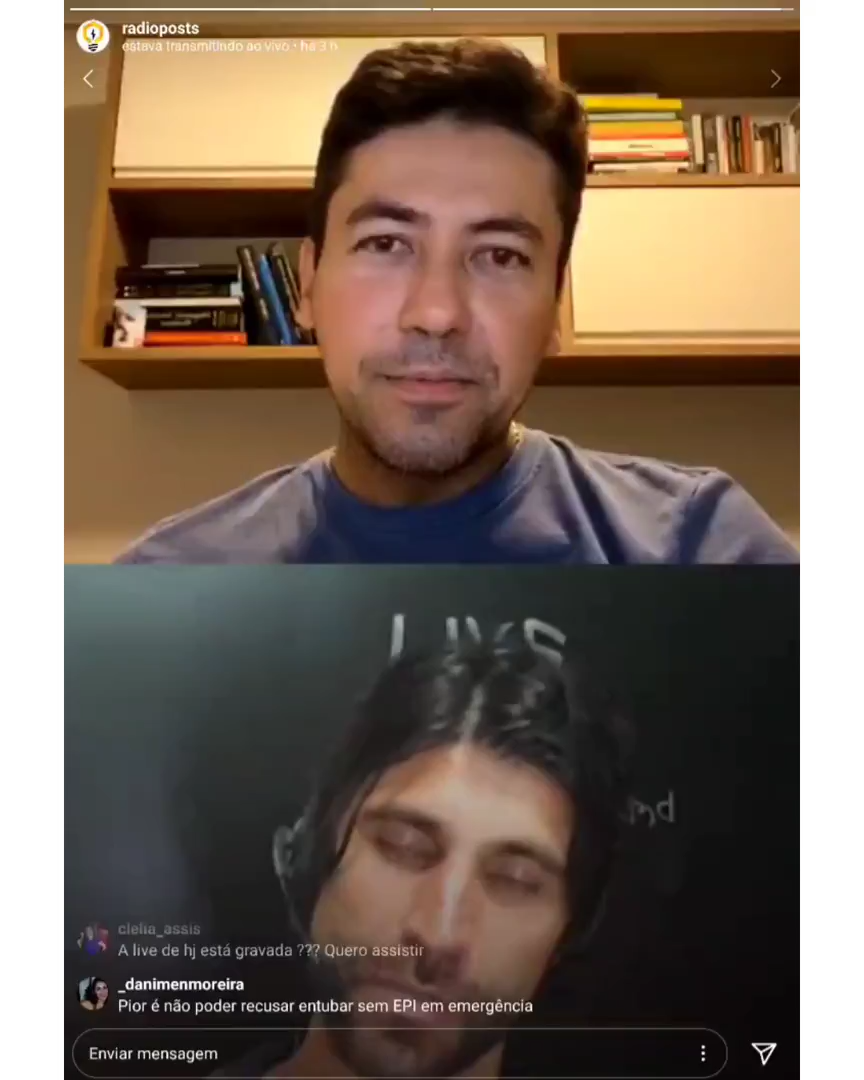 radioposts
estava transmitindo ao vivo • há 3 h
LIVE
clelia_assis
A live de hj está gravada ??? Quero assistir
_danimenmoreira
Pior é não poder recusar entubar sem EPI em emergência
Enviar mensagem